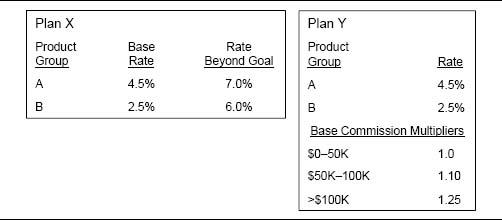 Plan X
Product Base Rate
Group Rate Beyond Goal
A 4.5% 7.0%
B 2.5% 6.0%
Plan Y
Product
Group Rate
A 4.5%
B 2.5%
Base Commission Multipliers
$0–50K 1.0
$50K–100K 1.10
>$100K 1.25